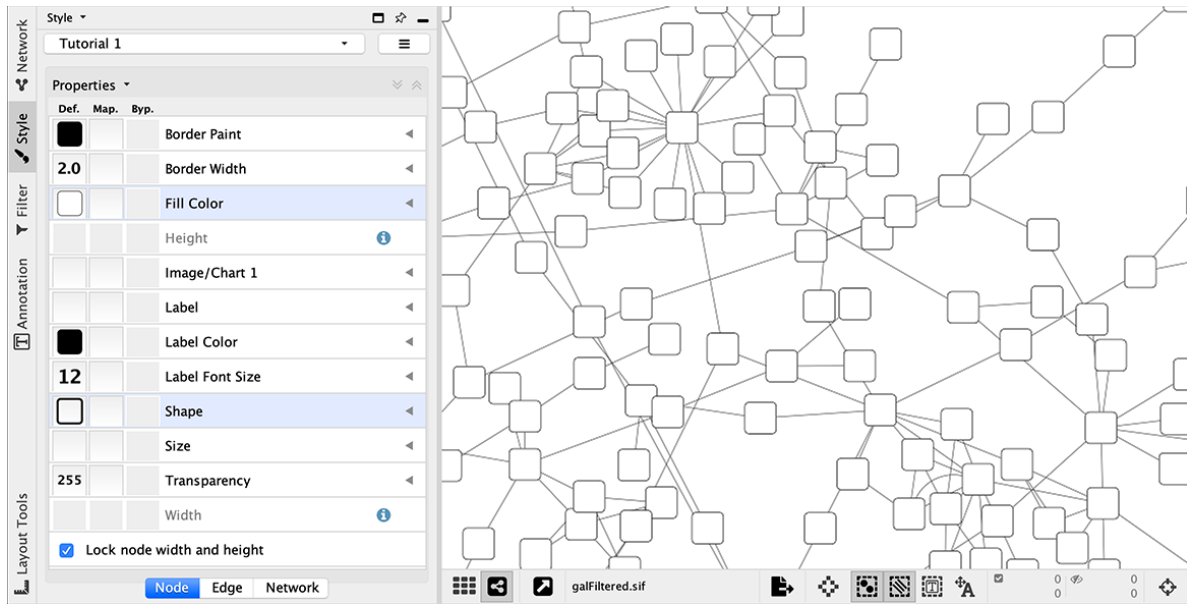 Style
Tutorial 1
Properties
Def. Map. Byp.
Border Paint
2.0 Border Width
Fill Color
Height
Image/Chart 1
Label
Label Color
12 Label Font Size
Shape
Size
255 Transparency
Width
Lock node width and height
Node Edge Network
Network
Style
Filter
Annotation
Layout Tools
galFiltered.sif
T
A
0 0
0 0